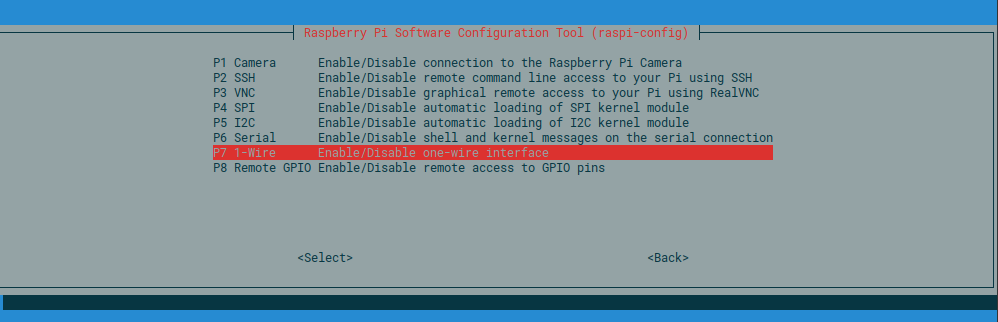 Raspberry Pi Software Configuration Tool (raspi-config)
P1 Camera Enable/Disable connection to the Raspberry Pi Camera
P2 SSH Enable/Disable remote command line access to your Pi using SSH
P3 VNC Enable/Disable graphical remote access to your Pi using RealVNC
P4 SPI Enable/Disable automatic loading of SPI kernel module
P5 I2C Enable/Disable automatic loading of I2C kernel module
P6 Serial Enable/Disable shell and kernel messages on the serial connection
P7 1-Wire Enable/Disable one-wire interface
P8 Remote GPIO Enable/Disable remote access to GPIO pins
<Select> <Back>